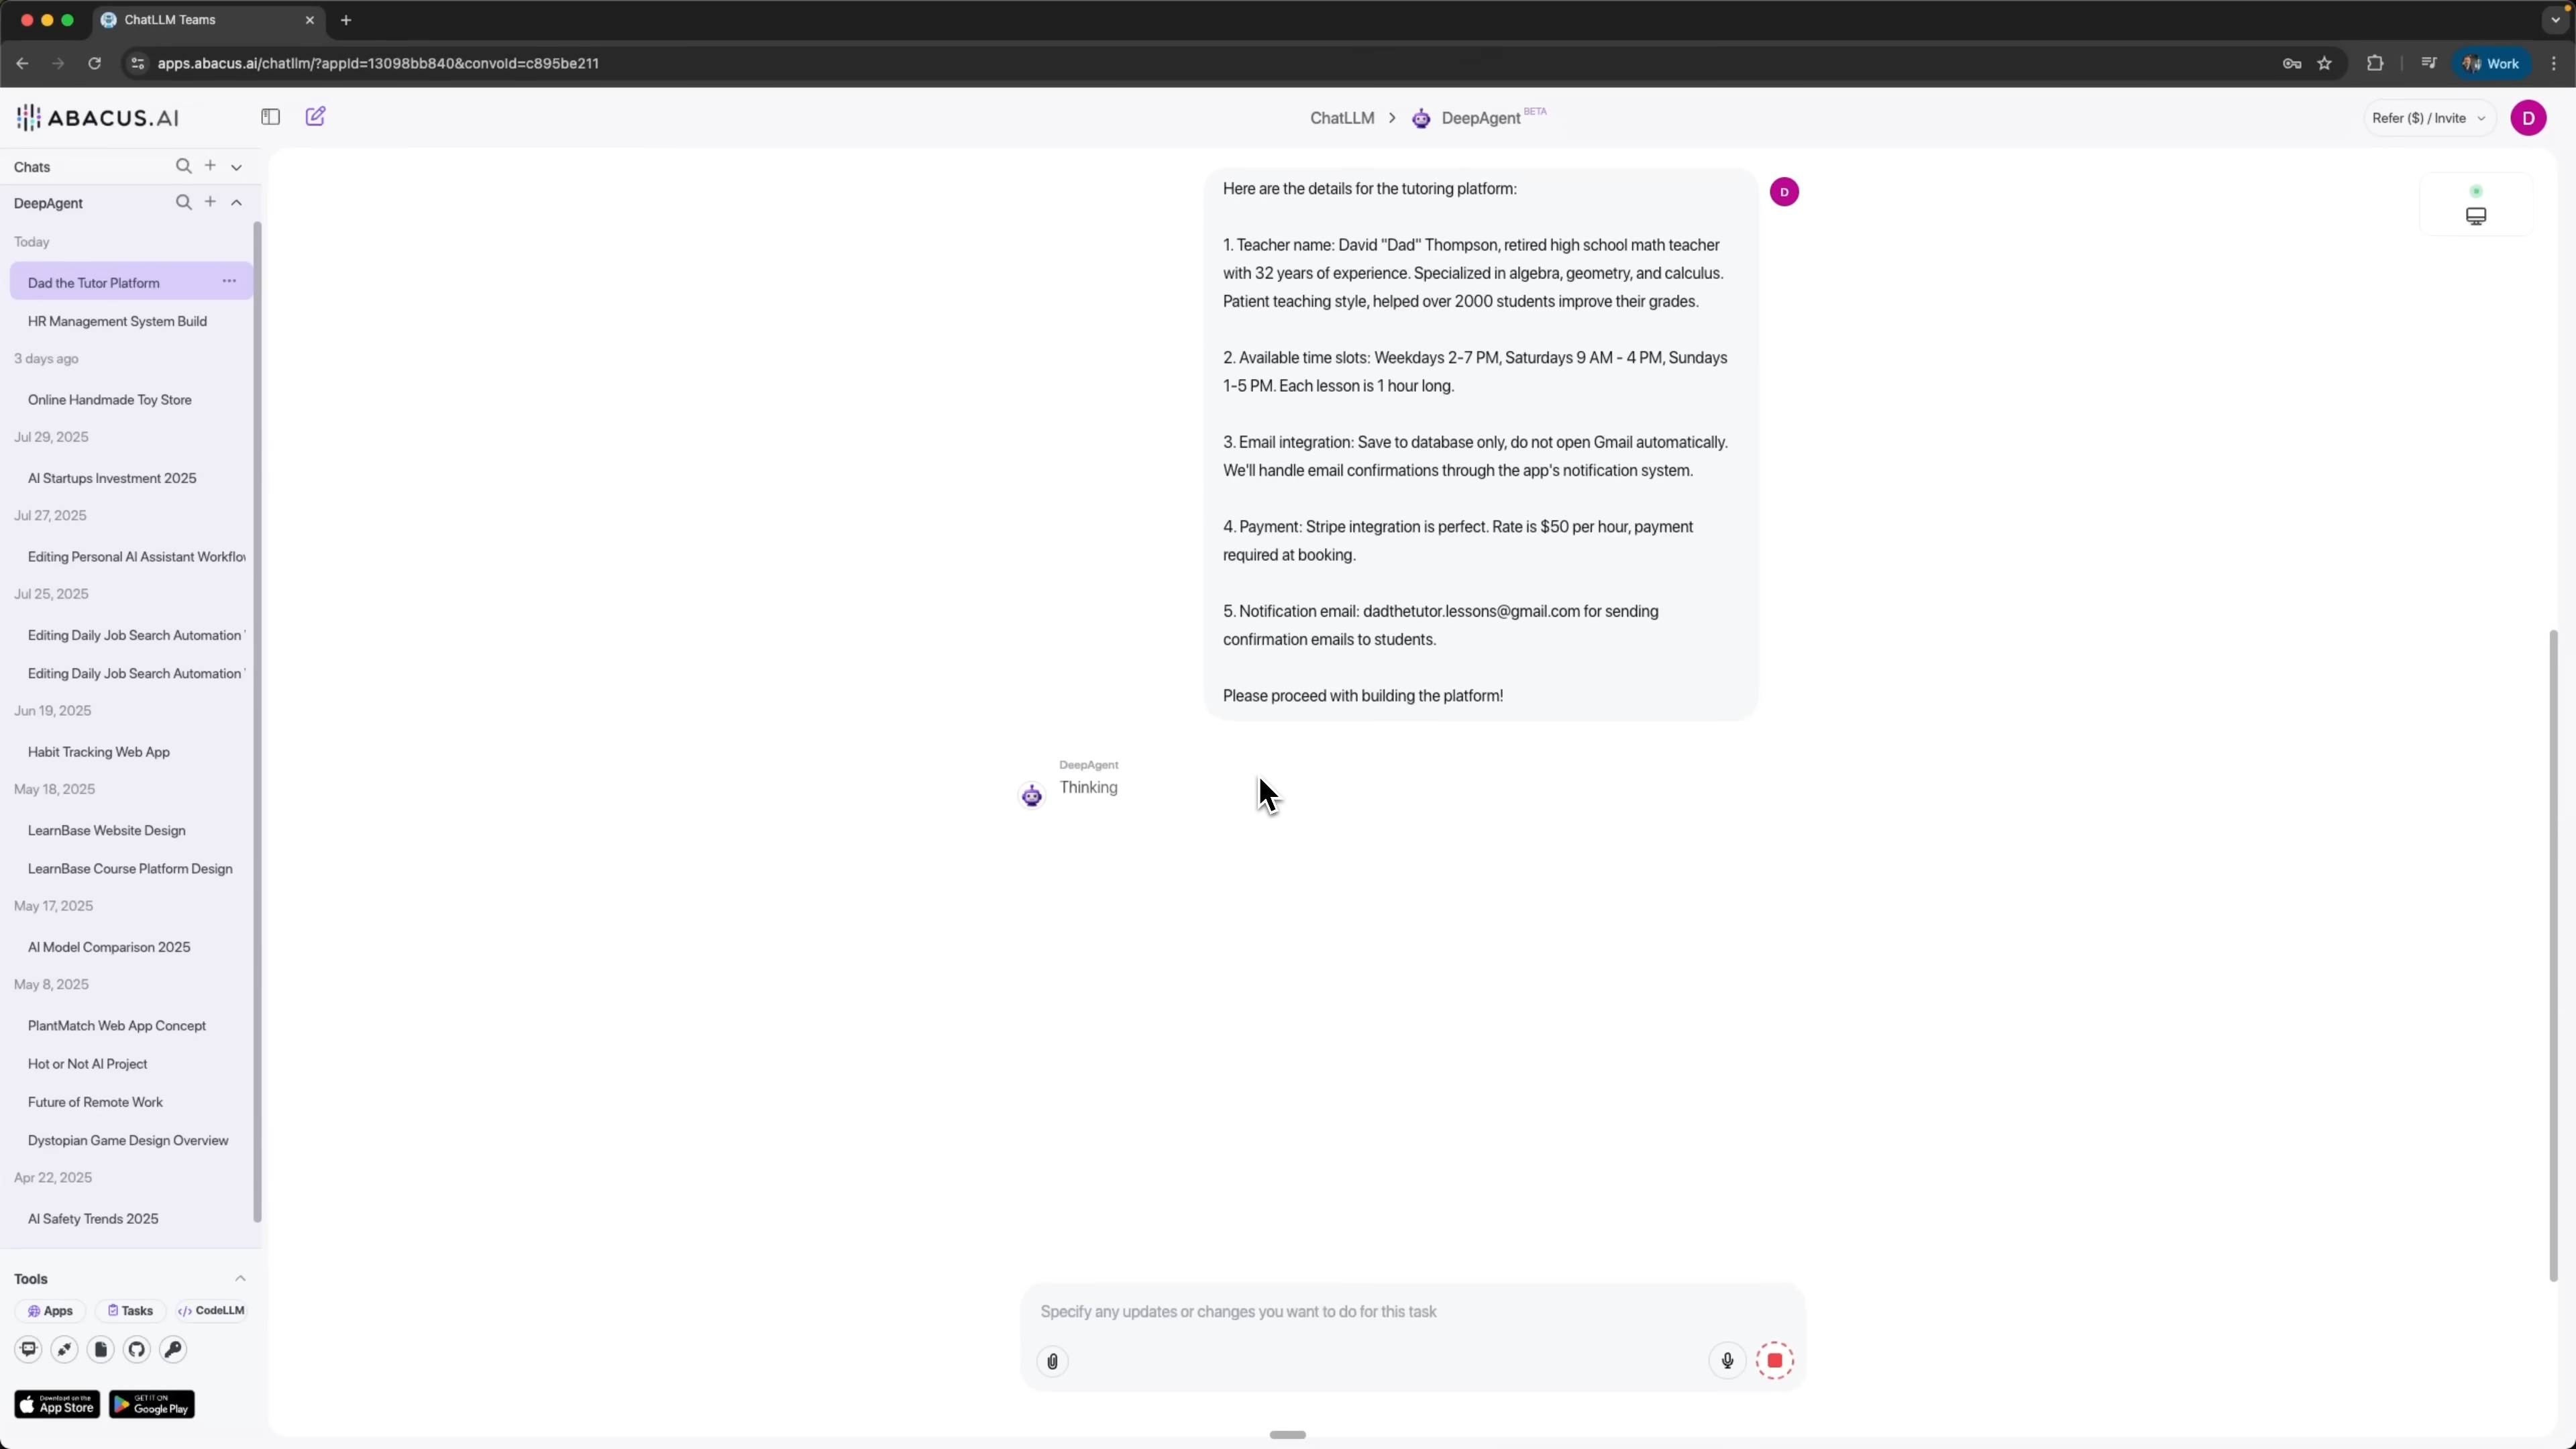 ChatLLM Teams
apps.abacus.ai/chatllm/?appId=13098bb840&convoId=c895be211
Work
ABACUS.AI
ChatLLM
DeepAgent
BETA
Refer ($) / Invite
D
Chats
DeepAgent
Today
Dad the Tutor Platform
HR Management System Build
3 days ago
Online Handmade Toy Store
Jul 29, 2025
AI Startups Investment 2025
Jul 27, 2025
Editing Personal AI Assistant Workflow
Jul 25, 2025
Editing Daily Job Search Automation
Editing Daily Job Search Automation
Jun 19, 2025
Habit Tracking Web App
May 18, 2025
LearnBase Website Design
LearnBase Course Platform Design
May 17, 2025
AI Model Comparison 2025
May 8, 2025
PlantMatch Web App Concept
Hot or Not AI Project
Future of Remote Work
Dystopian Game Design Overview
Apr 22, 2025
AI Safety Trends 2025
Tools
Apps
Tasks
CodeLLM
Download on the
App Store
GET IT ON
Google Play
Here are the details for the tutoring platform:
D
1. Teacher name: David "Dad" Thompson, retired high school math teacher
with 32 years of experience. Specialized in algebra, geometry, and calculus.
Patient teaching style, helped over 2000 students improve their grades.
2. Available time slots: Weekdays 2-7 PM, Saturdays 9 AM - 4 PM, Sundays
1-5 PM. Each lesson is 1 hour long.
3. Email integration: Save to database only, do not open Gmail automatically.
We'll handle email confirmations through the app's notification system.
4. Payment: Stripe integration is perfect. Rate is $50 per hour, payment
required at booking.
5. Notification email: dadthetutor.lessons@gmail.com for sending
confirmation emails to students.
Please proceed with building the platform!
DeepAgent
Thinking
Specify any updates or changes you want to do for this task